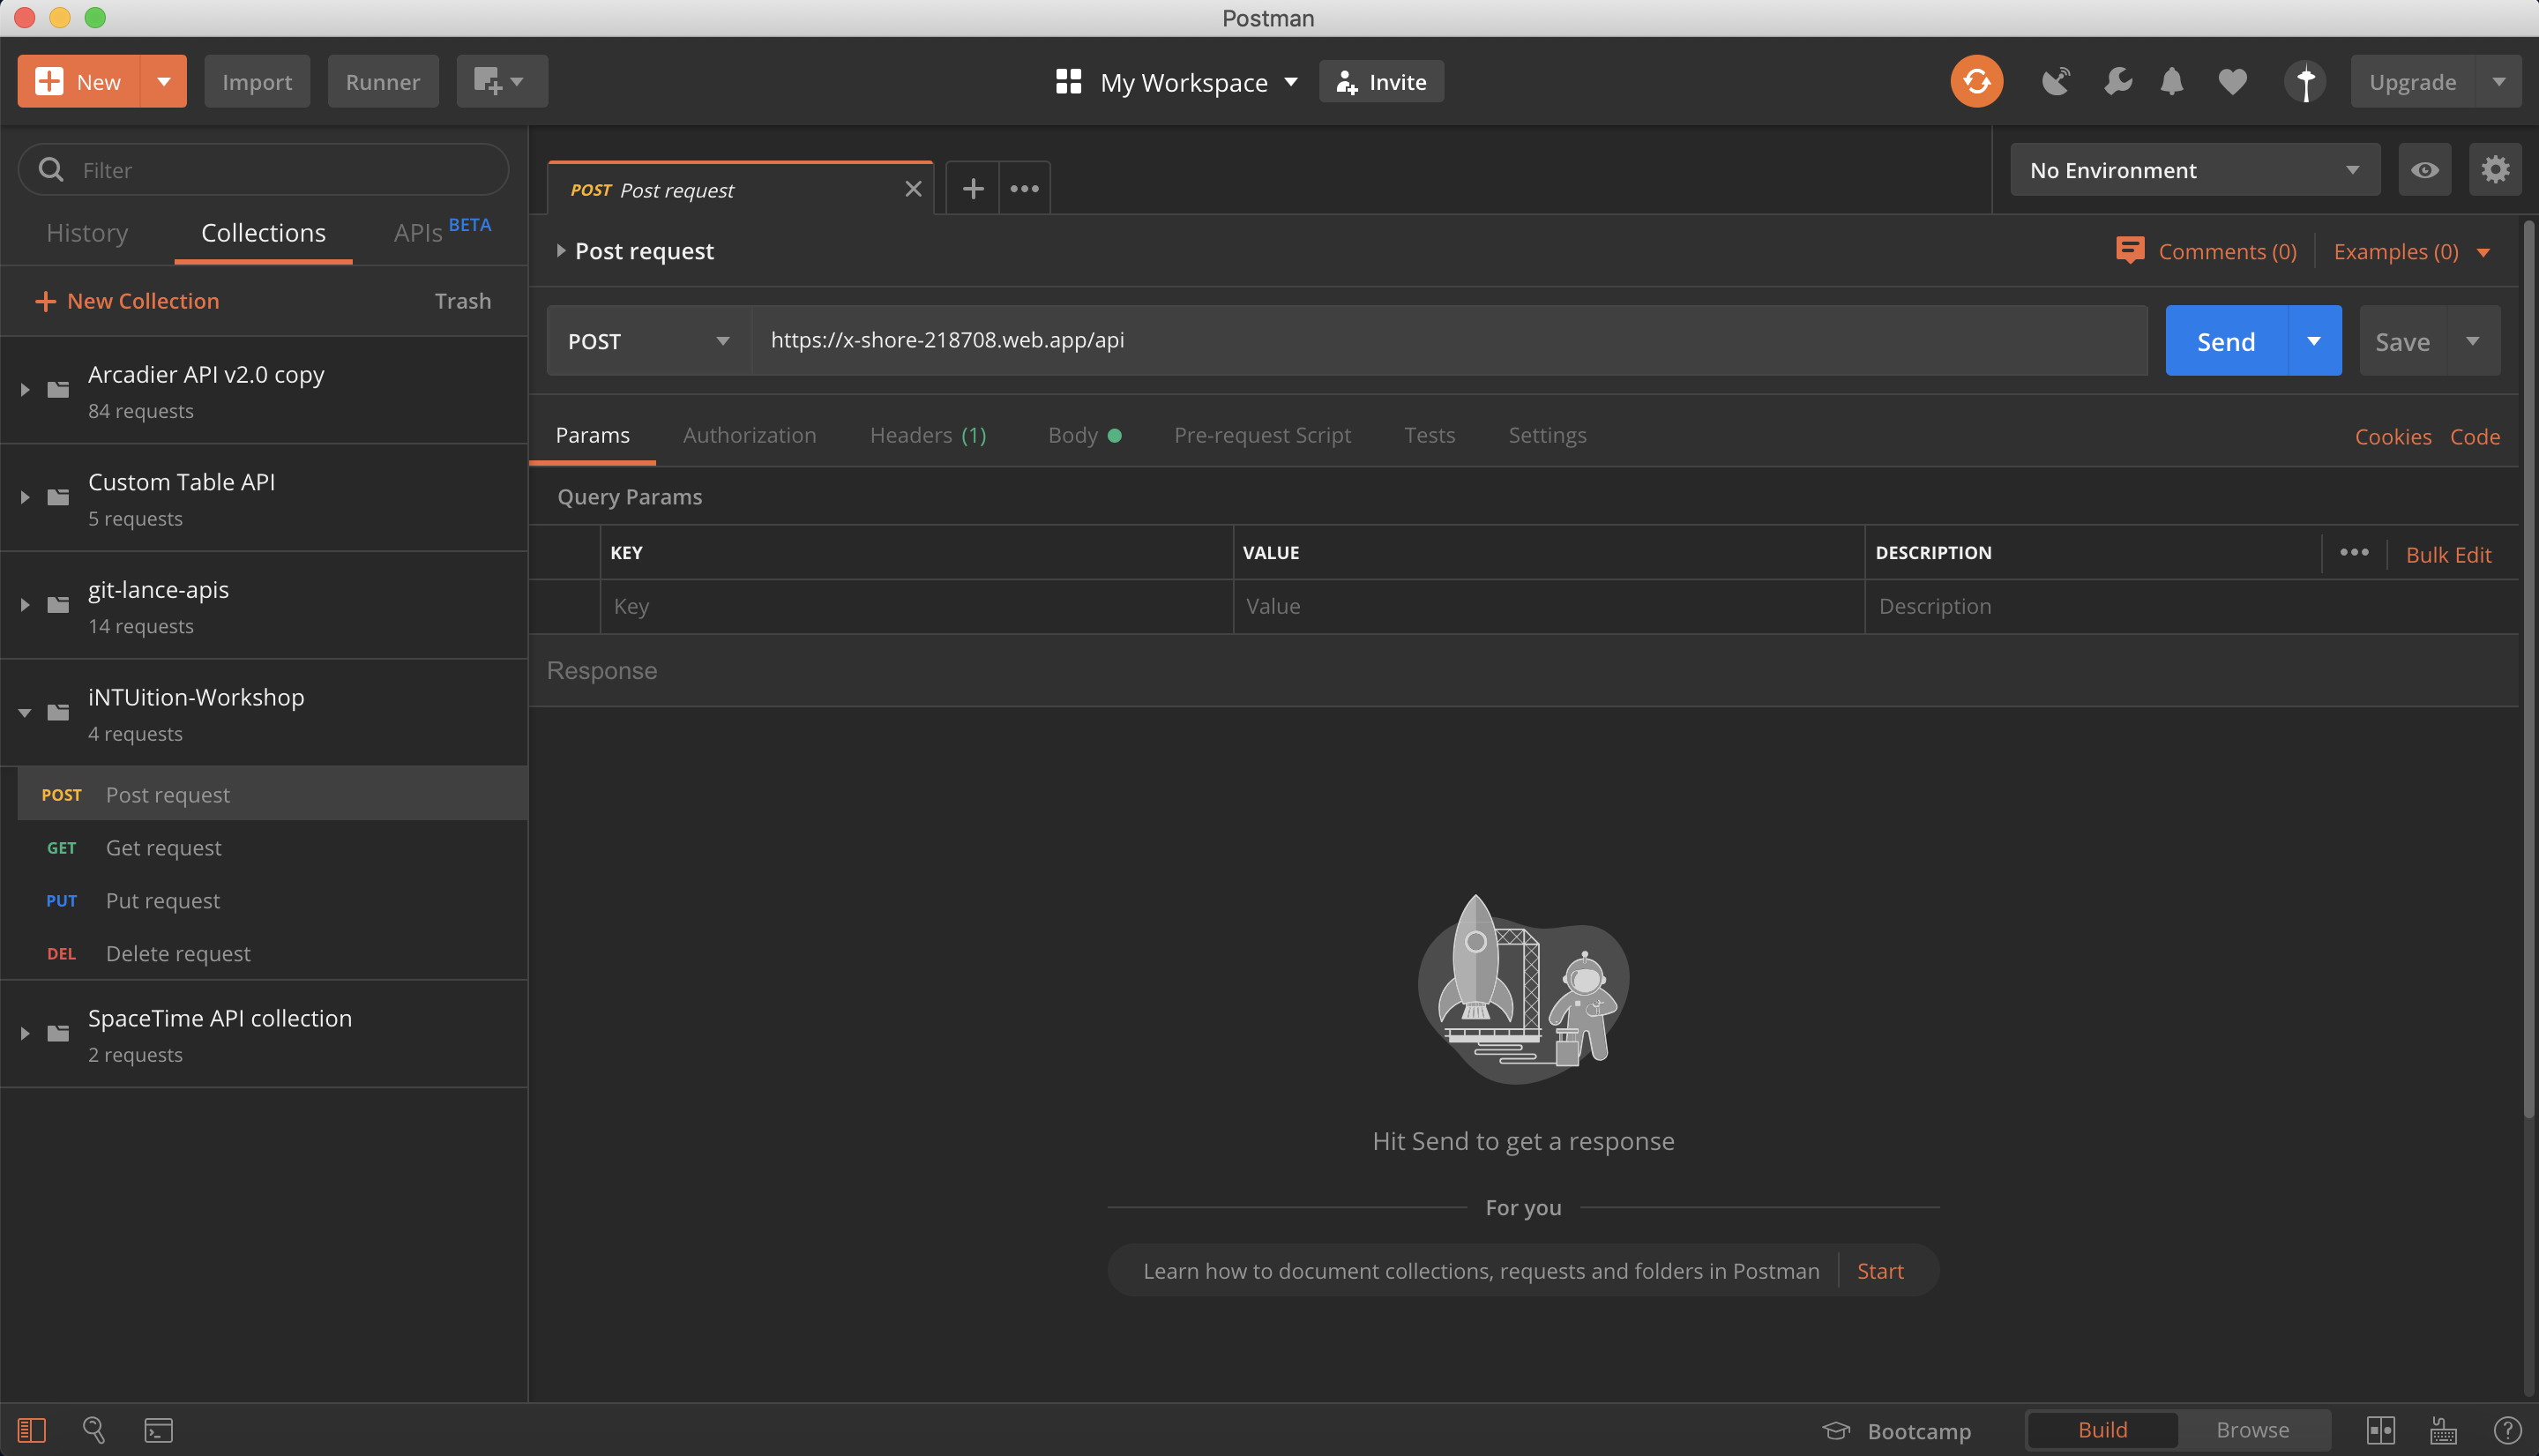 Postman
New
Import
Runner
My Workspace
Invite
Upgrade
Filter
History
Collections
APIs BETA
New Collection
Trash
Arcadier API v2.0 copy
84 requests
Custom Table API
5 requests
git-lance-apis
14 requests
iNTUition-Workshop
4 requests
POST Post request
GET Get request
PUT Put request
DEL Delete request
SpaceTime API collection
2 requests
POST Post request
No Environment
Post request
Comments (0)
Examples (0)
POST
https://x-shore-218708.web.app/api
Send
Save
Params
Authorization
Headers (1)
Body
Pre-request Script
Tests
Settings
Cookies
Code
Query Params
KEY
VALUE
DESCRIPTION
Bulk Edit
Key
Value
Description
Response
Hit Send to get a response
For you
Learn how to document collections, requests and folders in Postman
Start
Bootcamp
Build
Browse